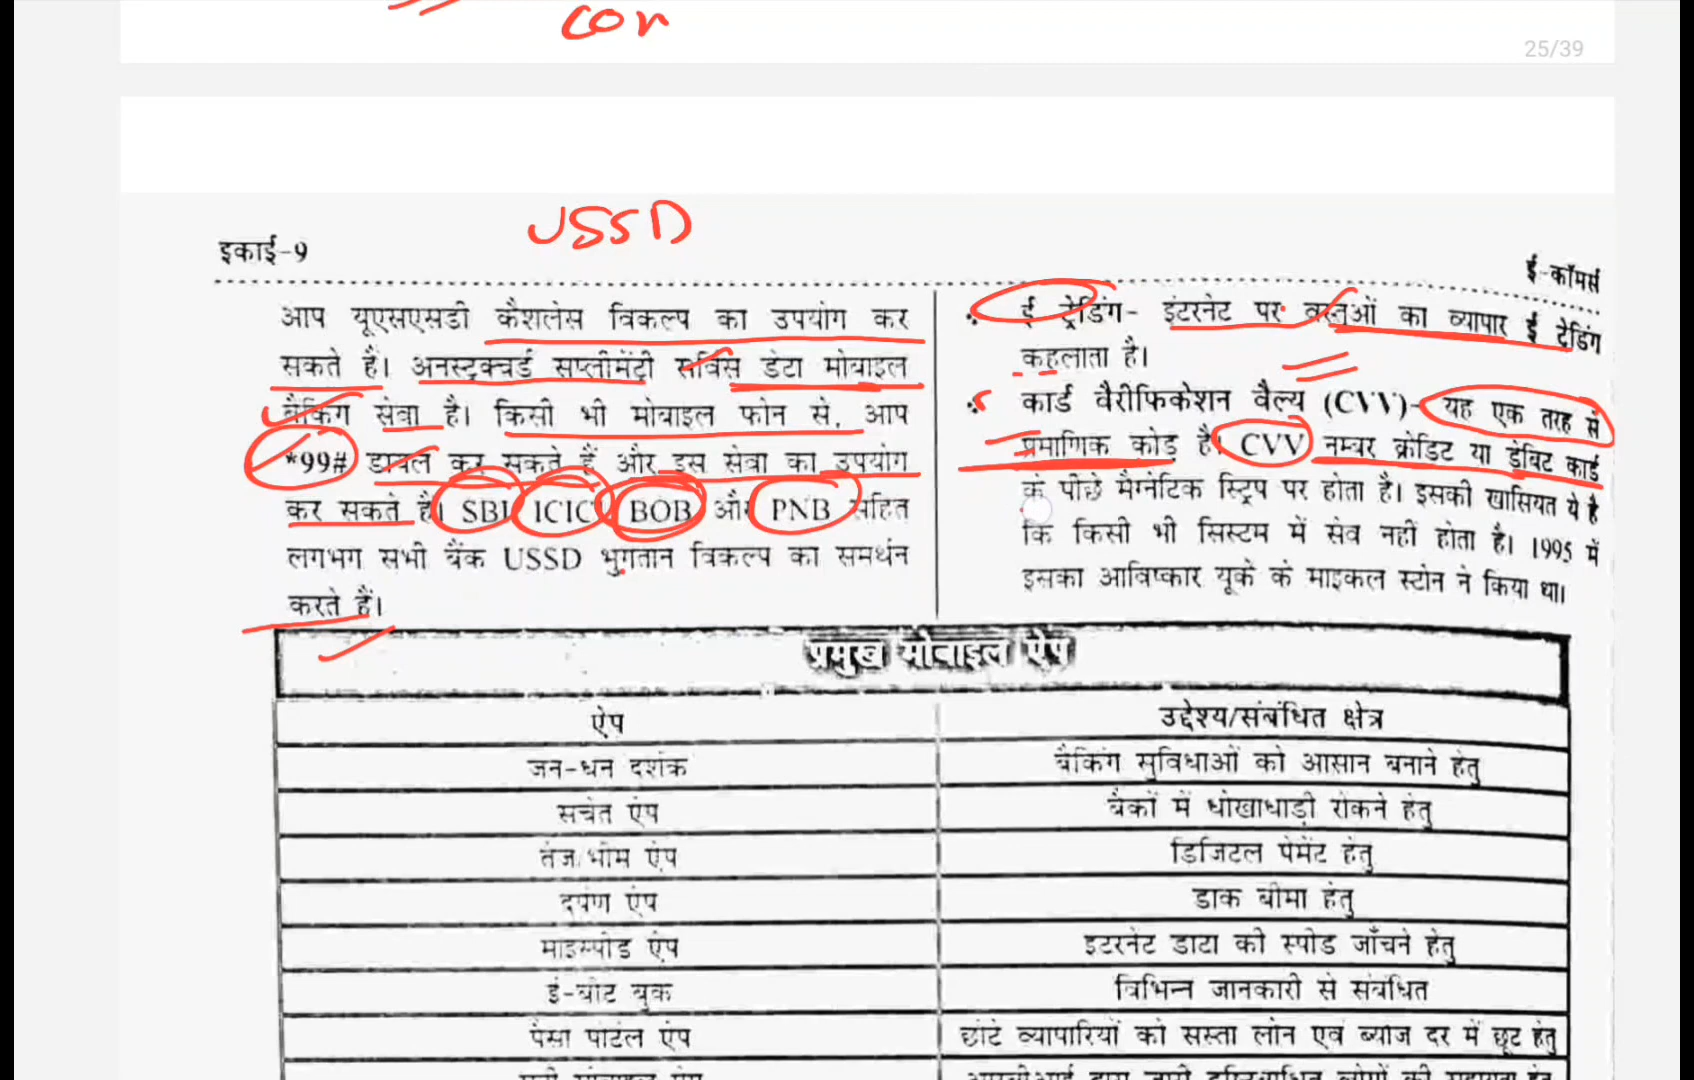 con
25/39
USSD
इकाई-9
ई-कॉमर्स
आप यूएसएसडी कैशलेस विकल्प का उपयोग कर
सकते हैं। अनस्ट्रक्चर्ड सप्लीमेंट्री सर्विस डेटा मोबाइल
बैंकिंग सेवा है। किसी भी मोबाइल फोन से, आप
*99# डायल कर सकते हैं और इस सेवा का उपयोग
कर सकते हैं। SBI ICIC BOB और PNB सहित
लगभग सभी बैंक USSD भुगतान विकल्प का समर्थन
करते हैं।
ई ट्रेडिंग- इंटरनेट पर वस्तुओं का व्यापार ई ट्रेडिंग
कहलाता है।
कार्ड वैरीफिकेशन वैल्यू (CVV)- यह एक तरह से
प्रमाणिक कोड है। CVV नम्बर क्रेडिट या डेबिट कार्ड
के पीछे मैग्नेटिक स्ट्रिप पर होता है। इसकी खासियत ये है
कि किसी भी सिस्टम में सेव नहीं होता है। 1995 में
इसका आविष्कार यूके के माइकल स्टोन ने किया था।
प्रमुख मोबाइल ऐप
ऐप उद्देश्य/संबंधित क्षेत्र
जन-धन दर्शक बैंकिंग सुविधाओं को आसान बनाने हेतु
सचेत ऐप बैंकों में धोखाधाड़ी रोकने हेतु
तेज/भीम ऐप डिजिटल पेमेंट हेतु
दर्पण ऐप डाक बीमा हेतु
माइस्पीड ऐप इंटरनेट डाटा की स्पीड जाँचने हेतु
ई-बोट बुक विभिन्न जानकारी से संबंधित
पैसा पोर्टल ऐप छोटे व्यापारियों को सस्ता लोन एवं ब्याज दर में छूट हेतु